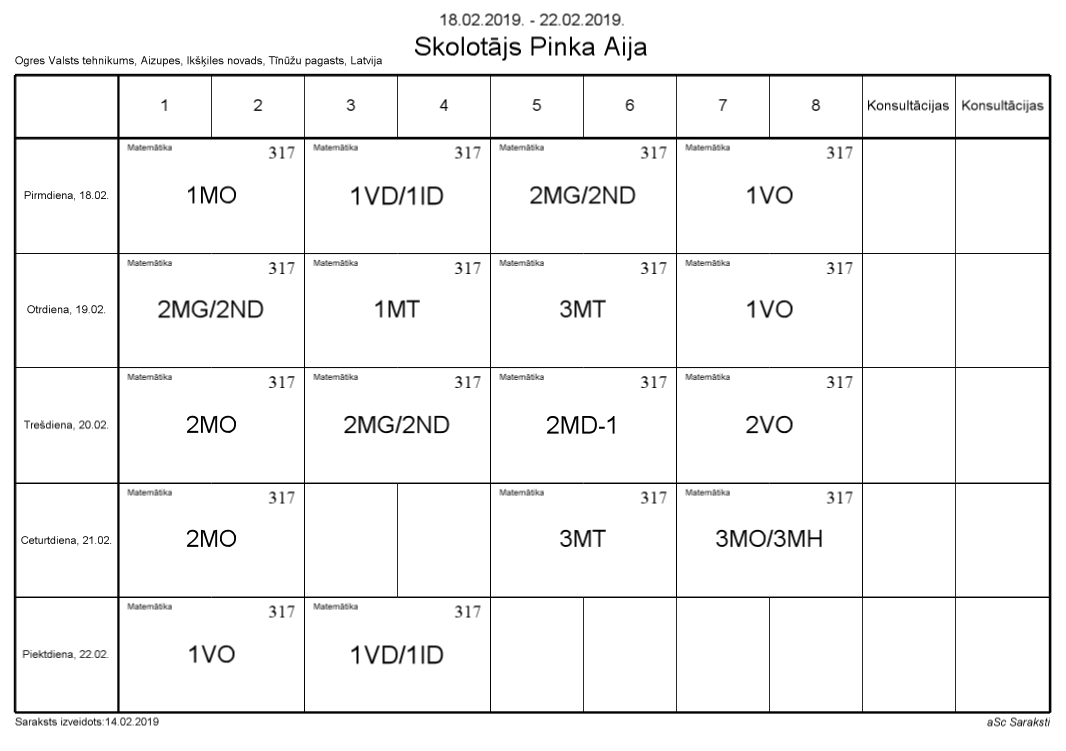 18.02.2019. - 22.02.2019.
Skolotājs Pinka Aija
Ogres Valsts tehnikums, Aizupes, Ikšķiles novads, Tīnūžu pagasts, Latvija
1 2 3 4 5 6 7 8 Konsultācijas Konsultācijas
Matemātika 317 Matemātika 317 Matemātika 317 Matemātika 317
Pirmdiena, 18.02. 1MO 1VD/1ID 2MG/2ND 1VO
Matemātika 317 Matemātika 317 Matemātika 317 Matemātika 317
Otrdiena, 19.02. 2MG/2ND 1MT 3MT 1VO
Matemātika 317 Matemātika 317 Matemātika 317 Matemātika 317
Trešdiena, 20.02. 2MO 2MG/2ND 2MD-1 2VO
Matemātika 317 Matemātika 317 Matemātika 317
Ceturtdiena, 21.02. 2MO 3MT 3MO/3MH
Matemātika 317 Matemātika 317
Piektdiena, 22.02. 1VO 1VD/1ID
Saraksts izveidots:14.02.2019 aSc Saraksti